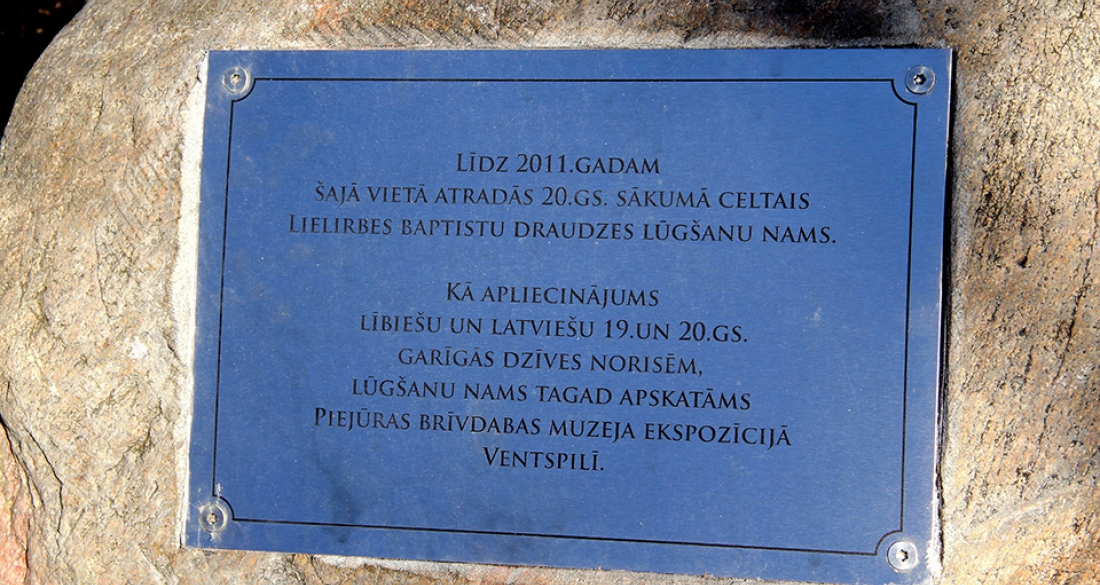 Līdz 2011.gadam
šajā vietā atradās 20.gs. sākumā celtais
Lielirbes baptistu draudzes lūgšanu nams.
Kā apliecinājums
lībiešu un latviešu 19.un 20.gs.
garīgās dzīves norisēm,
lūgšanu nams tagad apskatāms
Piejūras brīvdabas muzeja ekspozīcijā
Ventspilī.